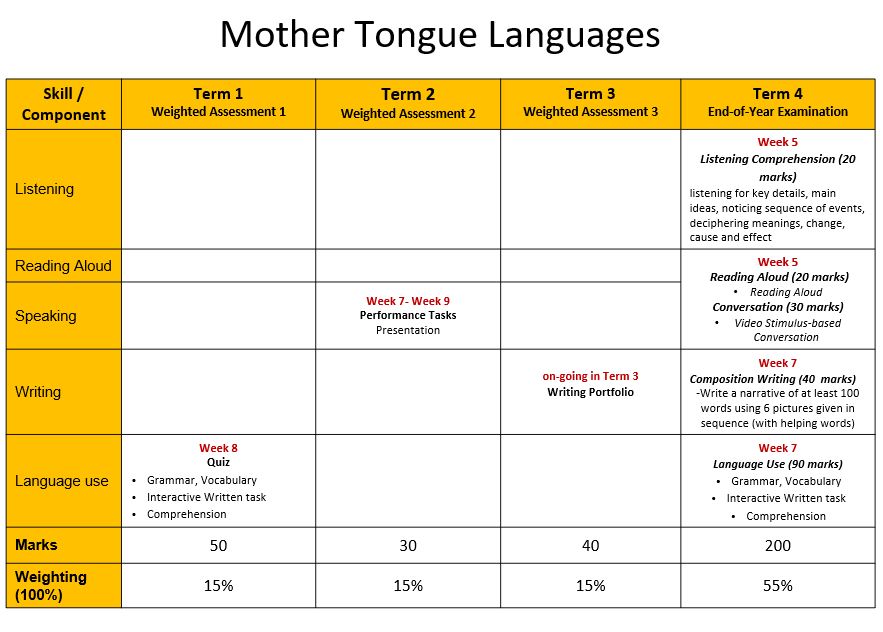 Mother Tongue Languages
Skill /
Component
Term 1
Weighted Assessment 1
Term 2
Weighted Assessment 2
Term 3
Weighted Assessment 3
Term 4
End-of-Year Examination
Listening
Week 5
Listening Comprehension (20
marks)
listening for key details, main
ideas, noticing sequence of events,
deciphering meanings, change,
cause and effect
Reading Aloud
Week 5
Reading Aloud (20 marks)
• Reading Aloud
Conversation (30 marks)
• Video Stimulus-based
Conversation
Speaking
Week 7- Week 9
Performance Tasks
Presentation
Writing
on-going in Term 3
Writing Portfolio
Week 7
Composition Writing (40 marks)
-Write a narrative of at least 100
words using 6 pictures given in
sequence (with helping words)
Language use
Week 8
Quiz
• Grammar, Vocabulary
• Interactive Written task
• Comprehension
Week 7
Language Use (90 marks)
• Grammar, Vocabulary
• Interactive Written task
• Comprehension
Marks
50
30
40
200
Weighting
(100%)
15%
15%
15%
55%